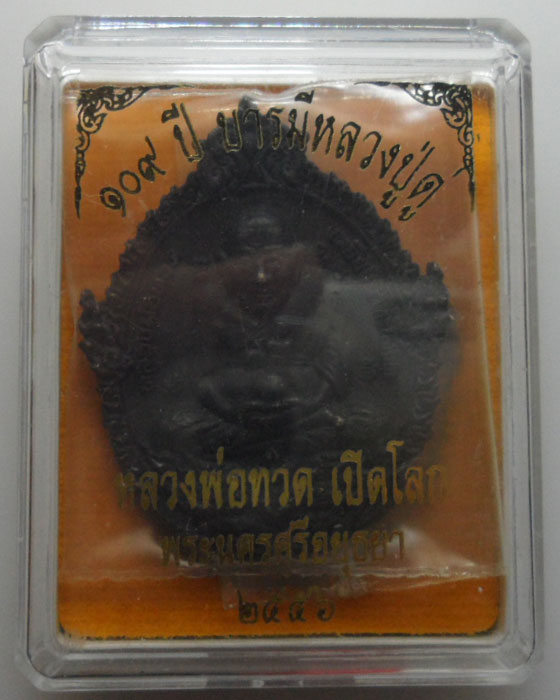 ๑๐๙ ปี บารมีหลวงปู่ดู่
หลวงพ่อทวด เปิดโลก
พระนครศรีอยุธยา
๒๕๕๖